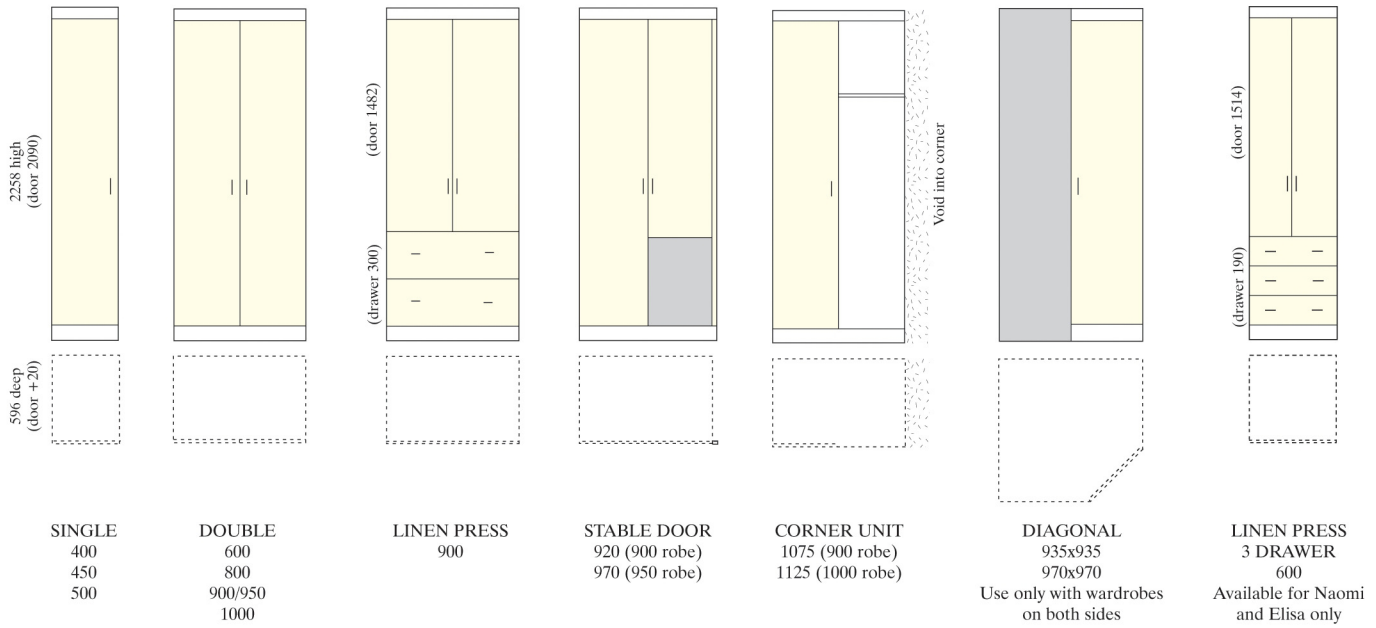 2258 high
(door 2090)
596 deep
(door +20)
(door 1482)
(drawer 300)
Void into corner
(door 1514)
(drawer 190)
SINGLE
400
450
500
DOUBLE
600
800
900/950
1000
LINEN PRESS
900
STABLE DOOR
920 (900 robe)
970 (950 robe)
CORNER UNIT
1075 (900 robe)
1125 (1000 robe)
DIAGONAL
935x935
970x970
Use only with wardrobes
on both sides
LINEN PRESS
3 DRAWER
600
Available for Naomi
and Elisa only